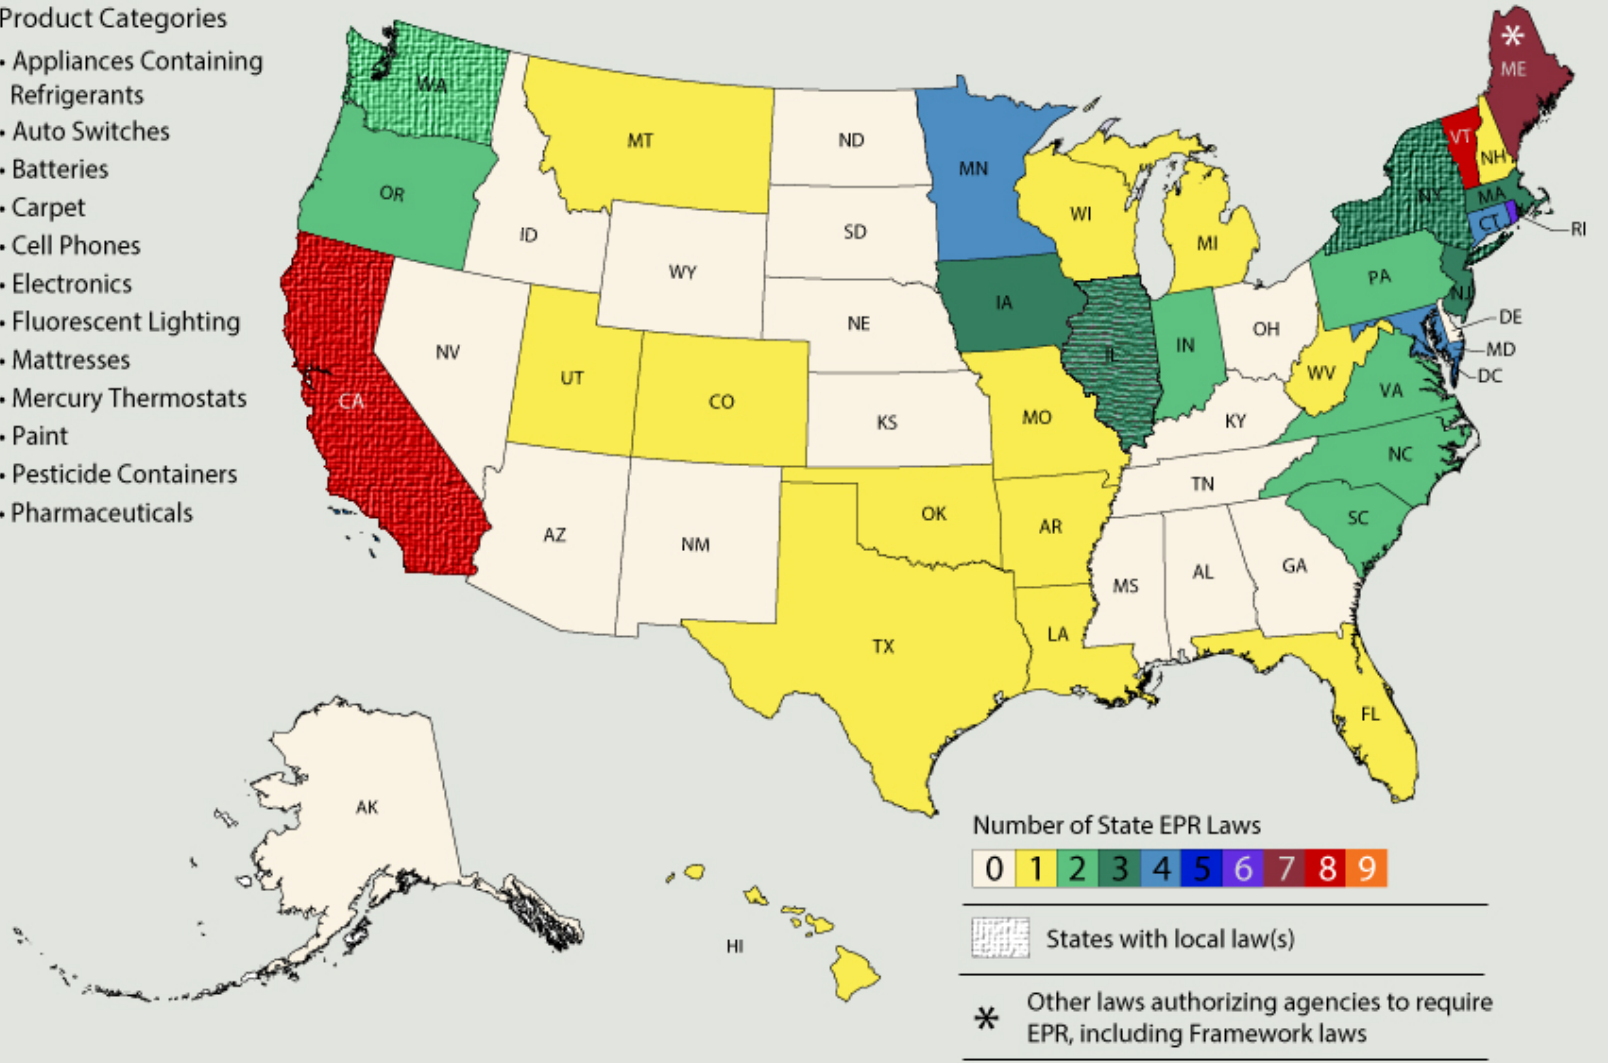 Product Categories
• Appliances Containing
Refrigerants
• Auto Switches
• Batteries
• Carpet
• Cell Phones
• Electronics
• Fluorescent Lighting
• Mattresses
• Mercury Thermostats
• Paint
• Pesticide Containers
• Pharmaceuticals
WA
OR
CA
ID
NV
MT
WY
UT
CO
AZ
NM
ND
SD
NE
KS
OK
TX
MN
IA
MO
AR
LA
WI
IL
MI
IN
OH
KY
TN
MS
AL
GA
FL
SC
NC
VA
WV
PA
NY
NJ
VT
NH
MA
CT
*
ME
RI
DE
MD
DC
AK
HI
Number of State EPR Laws
0 1 2 3 4 5 6 7 8 9
States with local law(s)
* Other laws authorizing agencies to require
EPR, including Framework laws